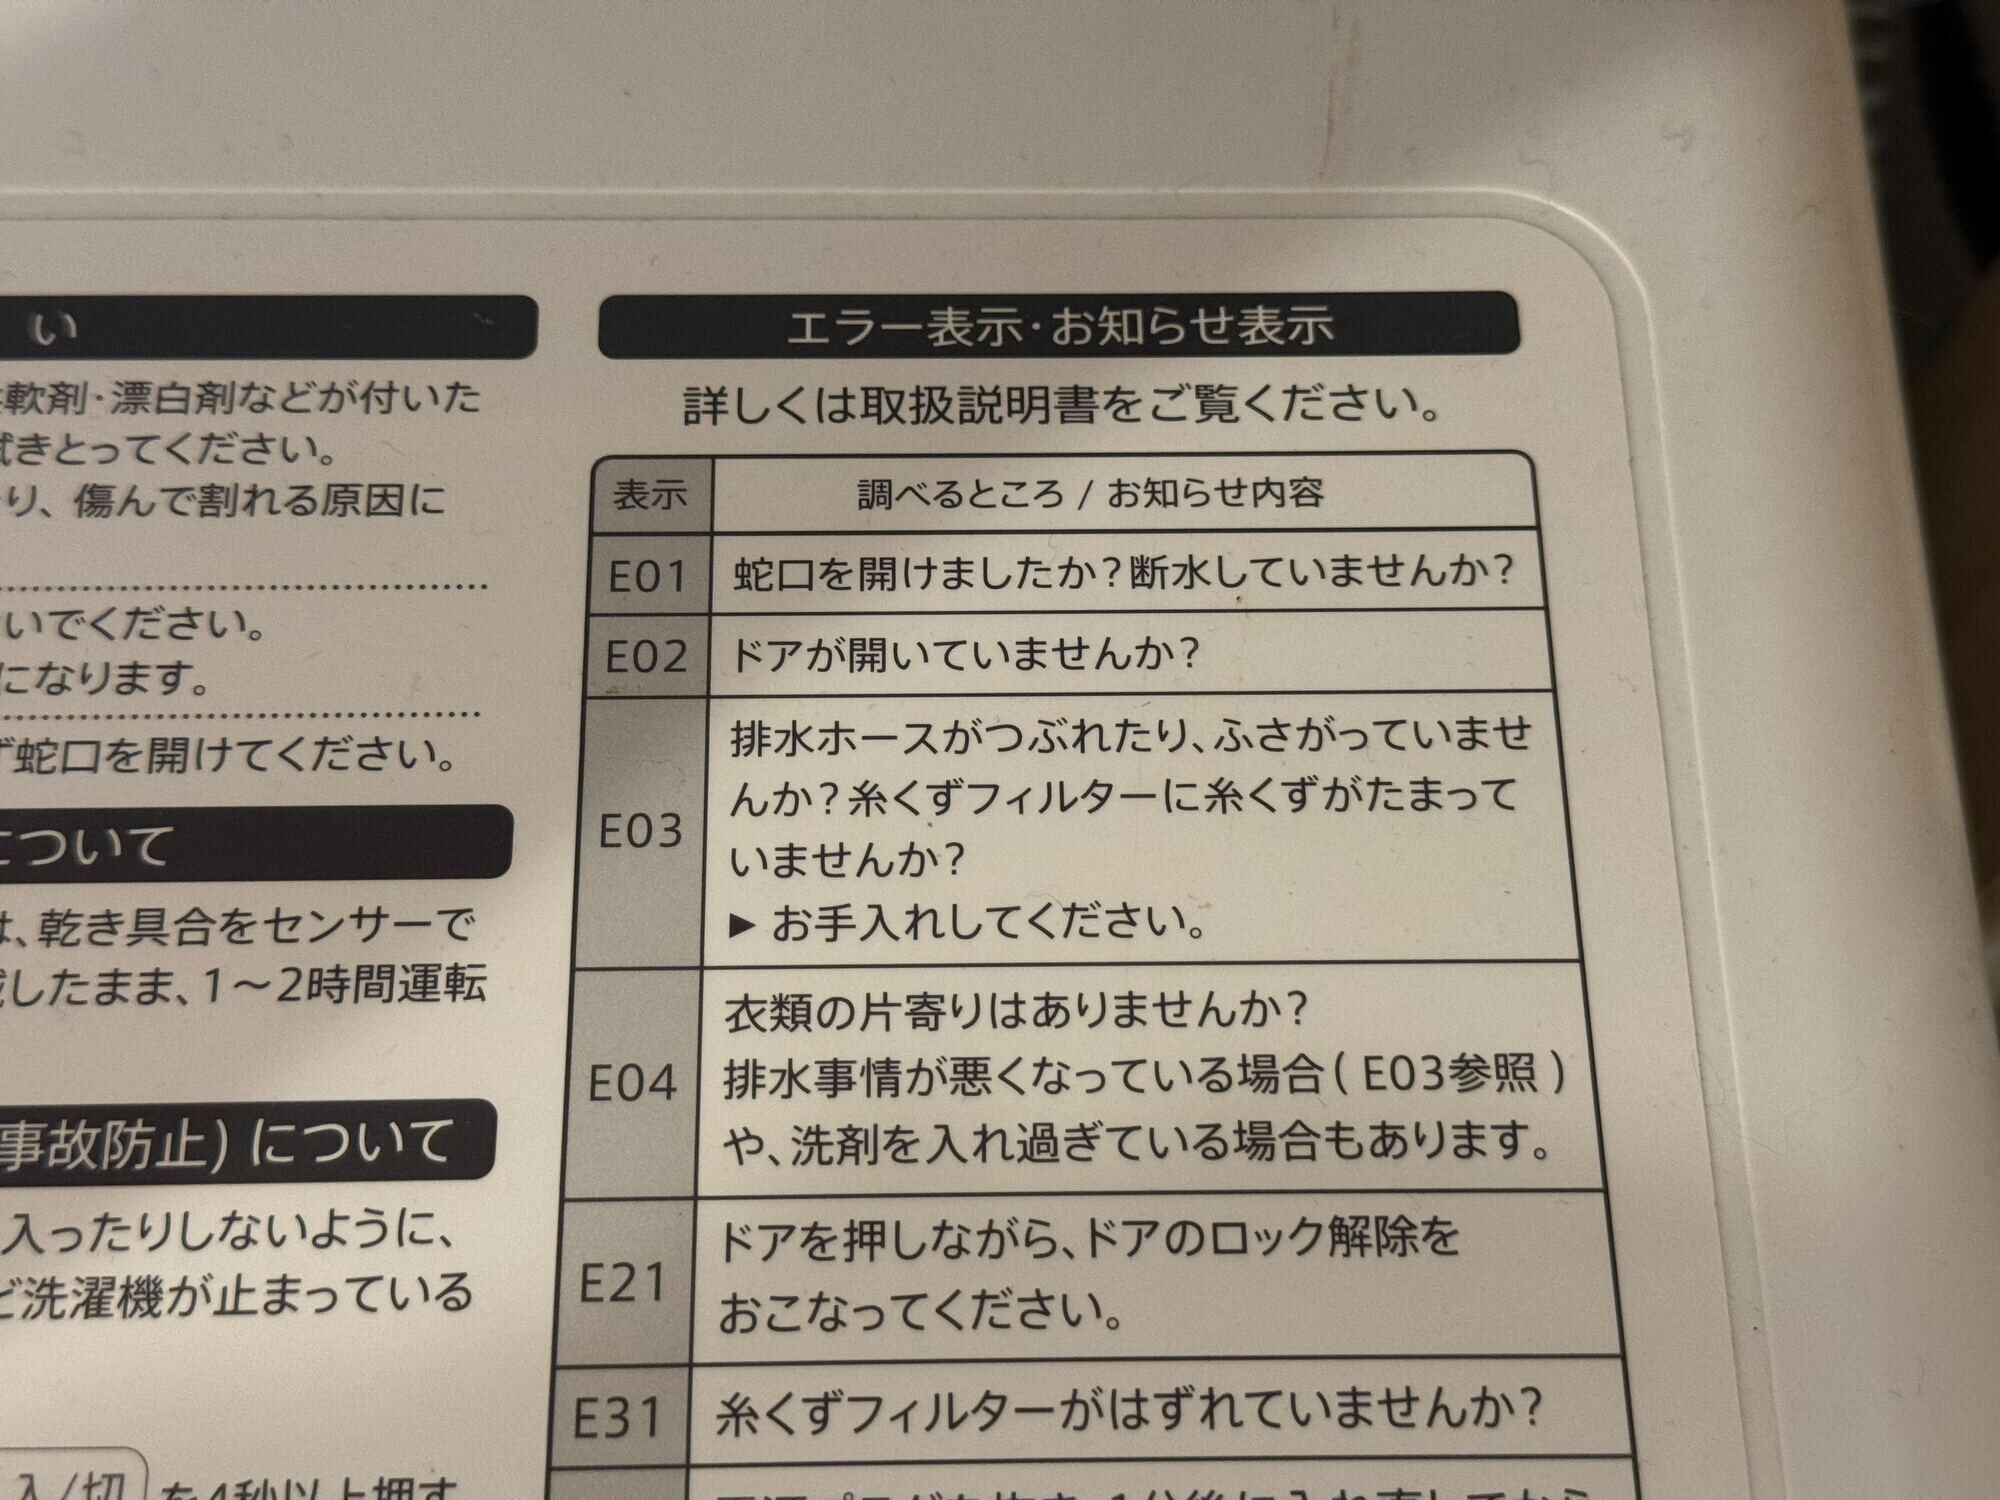 い
軟剤・漂白剤などが付いた
きとってください。
り、傷んで割れる原因に
いでください。
になります。
蛇口を開けてください。
について
は、乾き具合をセンサーで
したまま、1～2時間運転
事故防止)について
入ったりしないように、
洗濯機が止まっている
入/切 を4秒以上押す
エラー表示・お知らせ表示
詳しくは取扱説明書をご覧ください。
表示 調べるところ / お知らせ内容
E01 蛇口を開けましたか？断水していませんか？
E02 ドアが開いていませんか？
E03 排水ホースがつぶれたり、ふさがっていませ
んか？糸くずフィルターに糸くずがたまって
いませんか？
▶ お手入れしてください。
E04 衣類の片寄りはありませんか？
排水事情が悪くなっている場合( E03参照 )
や、洗剤を入れ過ぎている場合もあります。
E21 ドアを押しながら、ドアのロック解除を
おこなってください。
E31 糸くずフィルターがはずれていませんか？